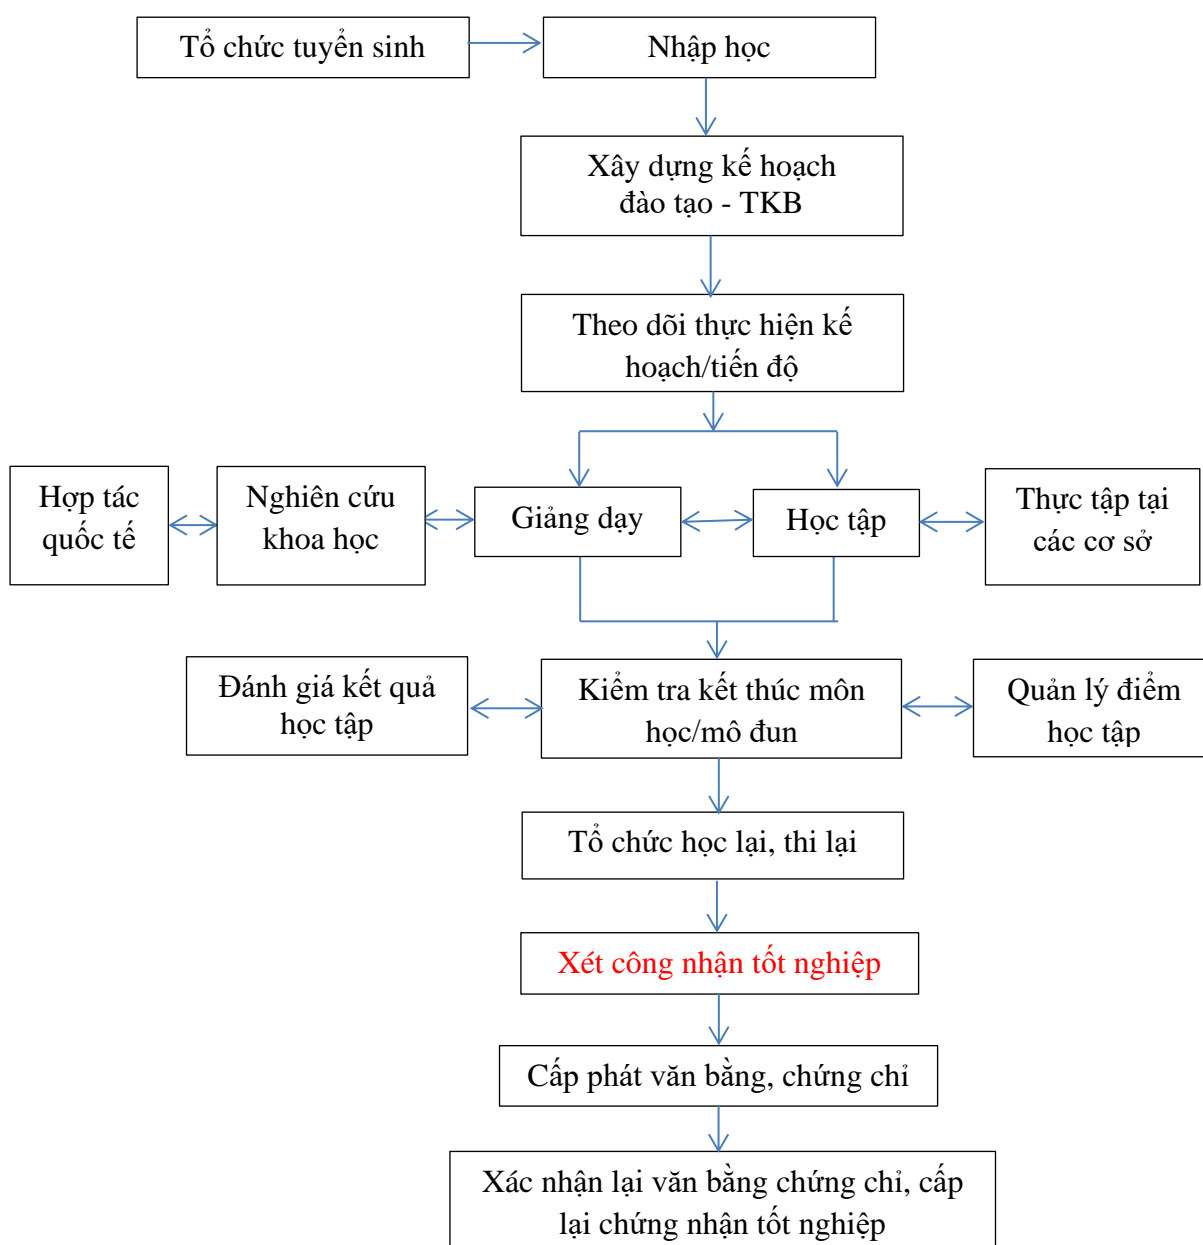 Tổ chức tuyển sinh
Nhập học
Xây dựng kế hoạch
đào tạo - TKB
Theo dõi thực hiện kế
hoạch/tiến độ
Hợp tác
quốc tế
Nghiên cứu
khoa học
Giảng dạy
Học tập
Thực tập tại
các cơ sở
Đánh giá kết quả
học tập
Kiểm tra kết thúc môn
học/mô đun
Quản lý điểm
học tập
Tổ chức học lại, thi lại
Xét công nhận tốt nghiệp
Cấp phát văn bằng, chứng chỉ
Xác nhận lại văn bằng chứng chỉ, cấp
lại chứng nhận tốt nghiệp